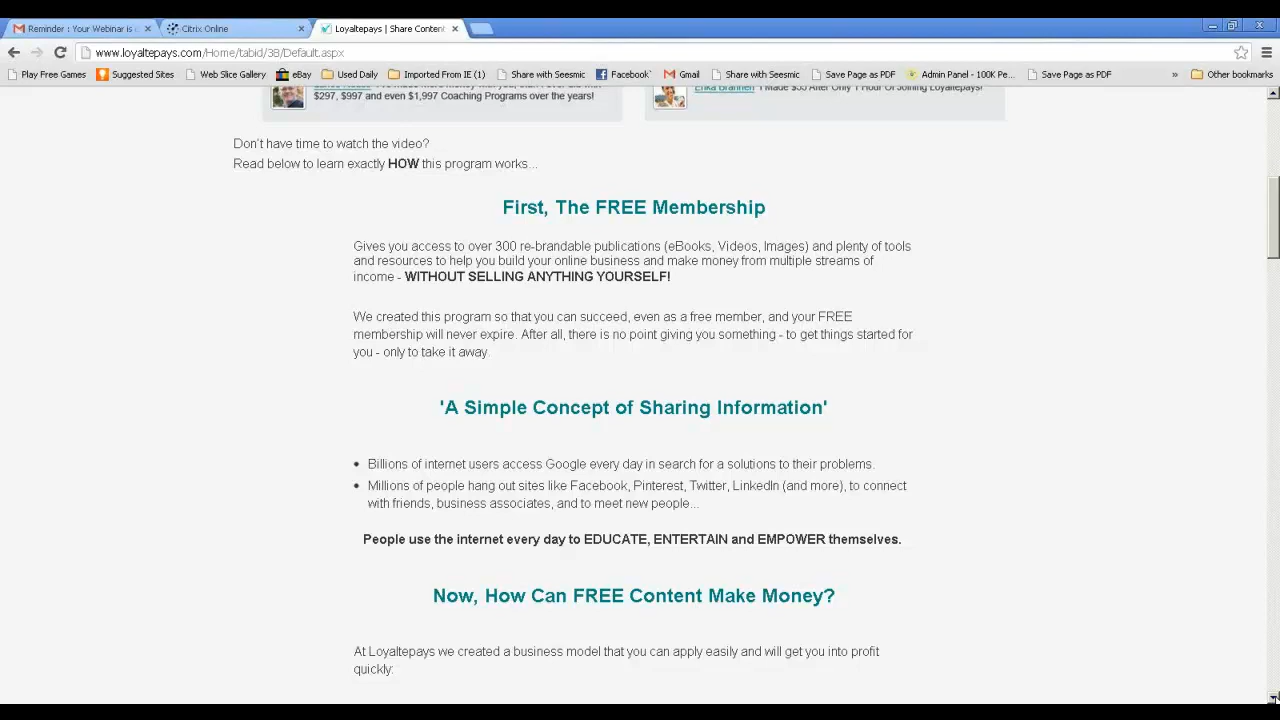 Reminder : Your Webinar is
Citrix Online
Loyaltepays | Share Content
www.loyaltepays.com/Home/tabid/38/Default.aspx
Play Free Games
Suggested Sites
Web Slice Gallery
eBay
Used Daily
Imported From IE (1)
Share with Seesmic
Facebook
Gmail
Share with Seesmic
Save Page as PDF
Admin Panel - 100K Pe...
Save Page as PDF
»
Other bookmarks
$297, $997 and even $1,997 Coaching Programs over the years!
Erika Brannen I Made $55 After Only 1 Hour Of Joining Loyaltepays!
Don't have time to watch the video?
Read below to learn exactly HOW this program works...
First, The FREE Membership
Gives you access to over 300 re-brandable publications (eBooks, Videos, Images) and plenty of tools
and resources to help you build your online business and make money from multiple streams of
income - WITHOUT SELLING ANYTHING YOURSELF!
We created this program so that you can succeed, even as a free member, and your FREE
membership will never expire. After all, there is no point giving you something - to get things started for
you - only to take it away.
'A Simple Concept of Sharing Information'
• Billions of internet users access Google every day in search for a solutions to their problems.
• Millions of people hang out sites like Facebook, Pinterest, Twitter, LinkedIn (and more), to connect
with friends, business associates, and to meet new people...
People use the internet every day to EDUCATE, ENTERTAIN and EMPOWER themselves.
Now, How Can FREE Content Make Money?
At Loyaltepays we created a business model that you can apply easily and will get you into profit
quickly: